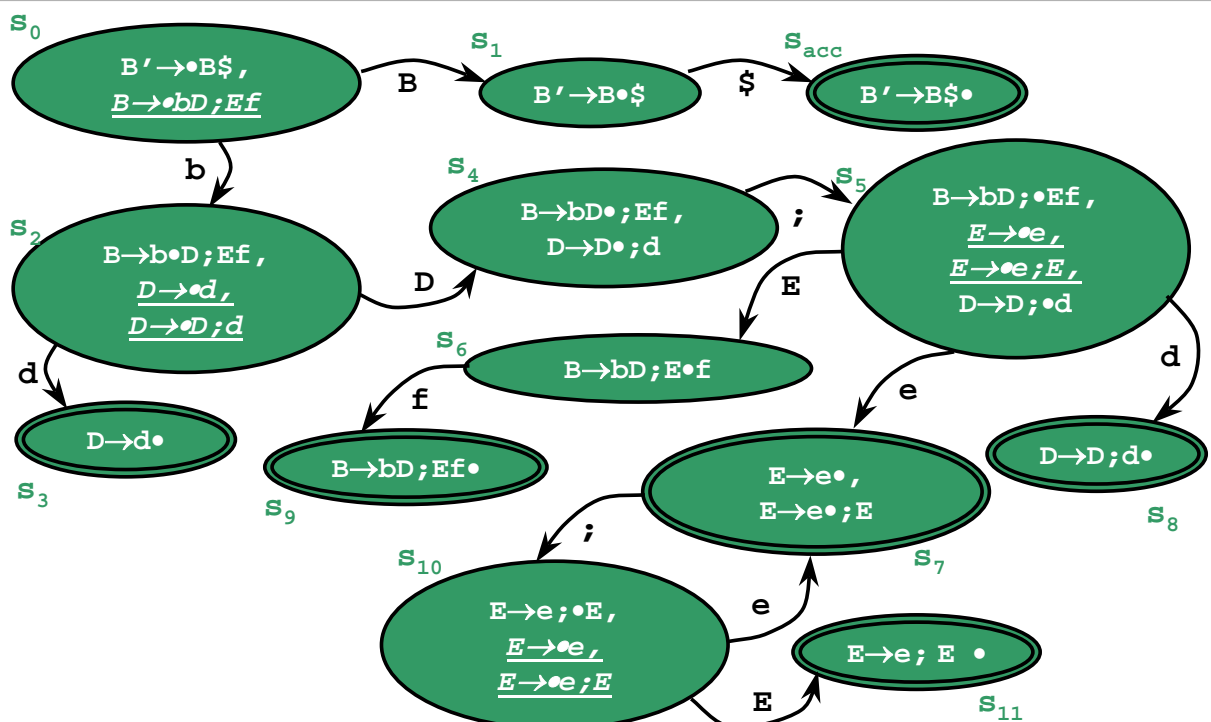 s0
B'→•B$,
B→•bD;Ef
B
s1
B'→B•$
$
sacc
B'→B$•
b
s2
B→b•D;Ef,
D→•d,
D→•D;d
D
s4
B→bD•;Ef,
D→D•;d
;
s5
B→bD;•Ef,
E→•e,
E→•e;E,
D→D;•d
E
s6
B→bD;E•f
d
D→d•
s3
f
B→bD;Ef•
s9
e
E→e•,
E→e•;E
s7
d
D→D;d•
s8
;
s10
E→e;•E,
E→•e,
E→•e;E
e
E
E→e; E •
s11